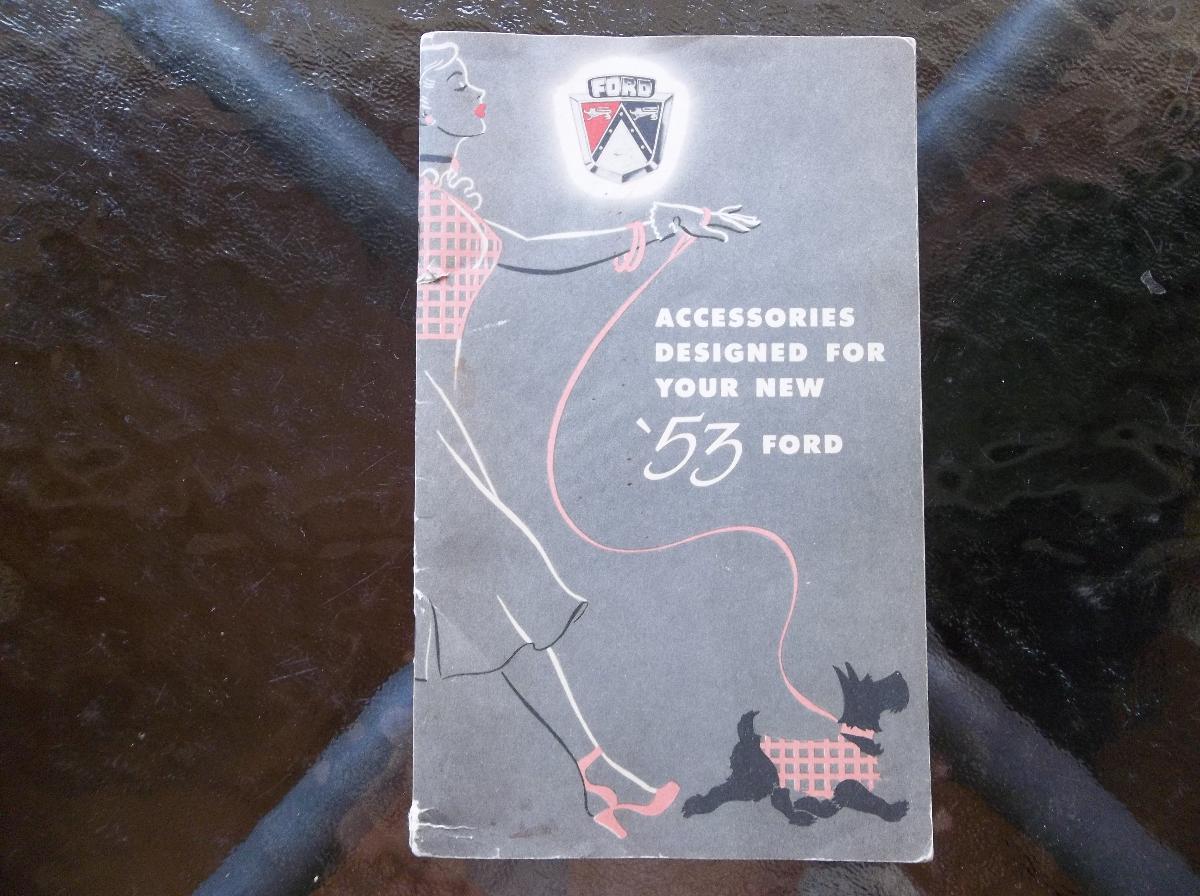 FORD
ACCESSORIES
DESIGNED FOR
YOUR NEW
'53 FORD